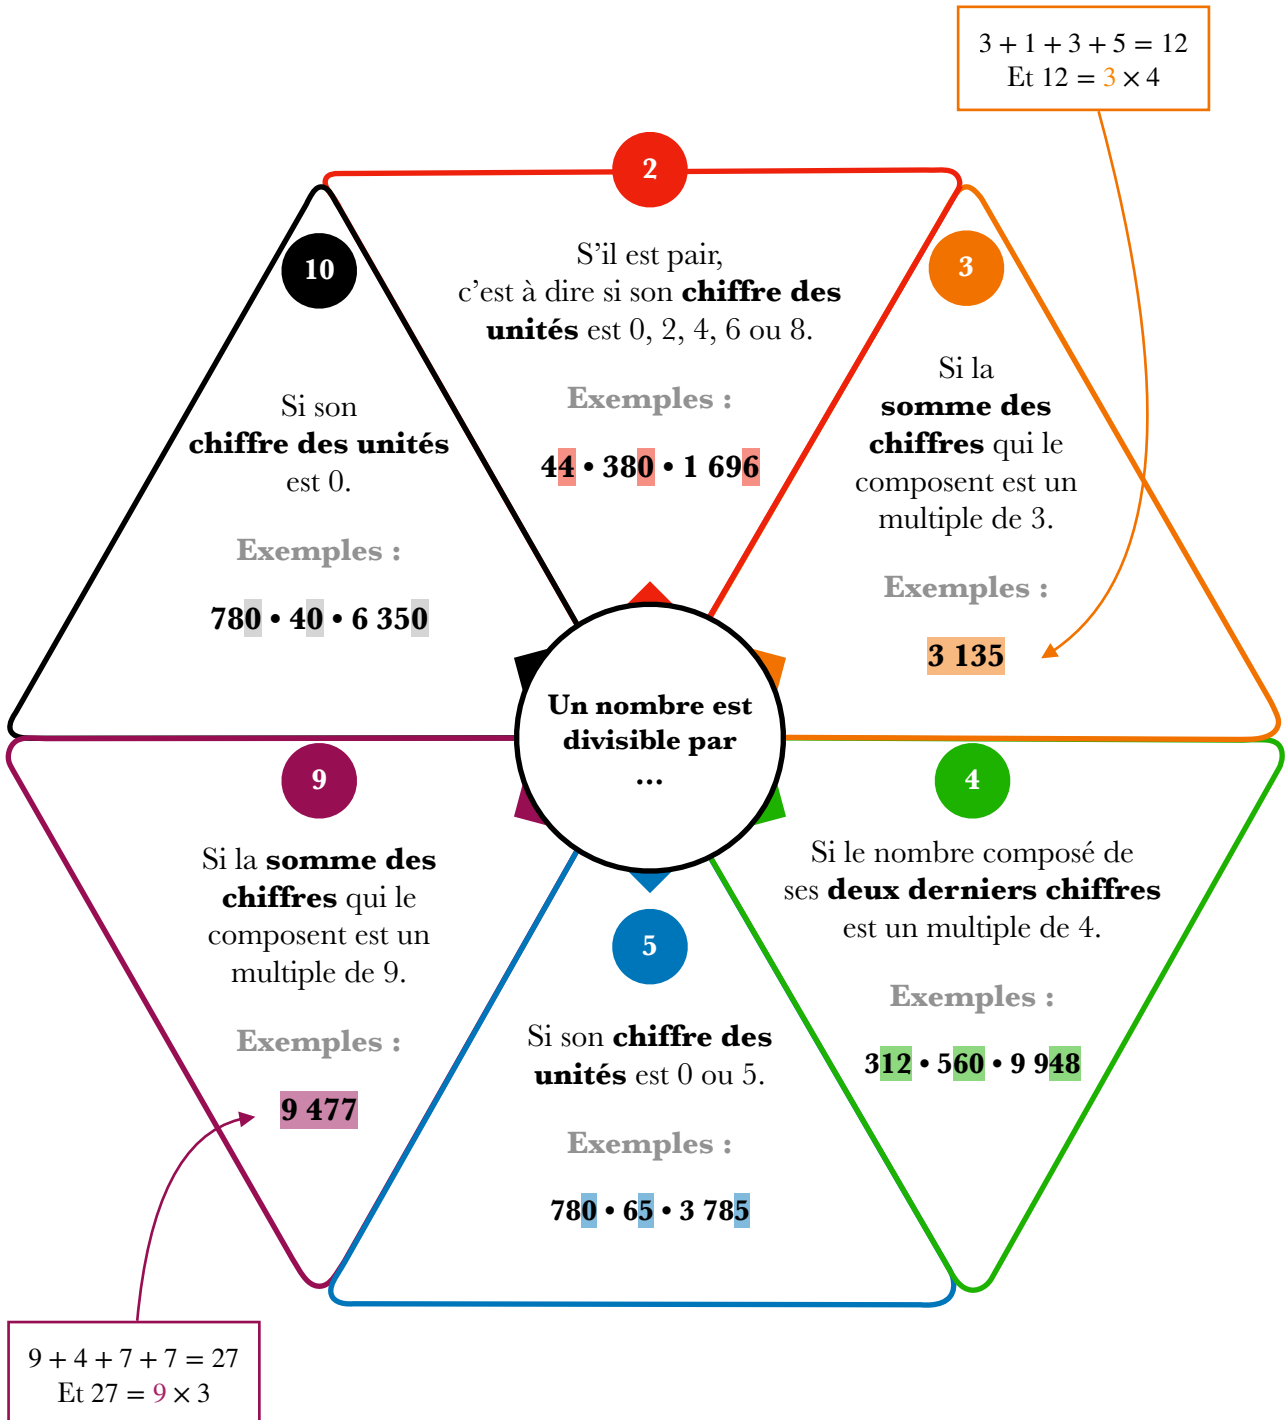 3 + 1 + 3 + 5 = 12
Et 12 = 3 × 4
2
S’il est pair,
c’est à dire si son chiffre des
unités est 0, 2, 4, 6 ou 8.
Exemples :
44 • 380 • 1 696
3
Si la
somme des
chiffres qui le
composent est un
multiple de 3.
Exemples :
3 135
10
Si son
chiffre des unités
est 0.
Exemples :
780 • 40 • 6 350
Un nombre est
divisible par
...
9
Si la somme des
chiffres qui le
composent est un
multiple de 9.
Exemples :
9 477
4
Si le nombre composé de
ses deux derniers chiffres
est un multiple de 4.
Exemples :
312 • 560 • 9 948
5
Si son chiffre des
unités est 0 ou 5.
Exemples :
780 • 65 • 3 785
9 + 4 + 7 + 7 = 27
Et 27 = 9 × 3